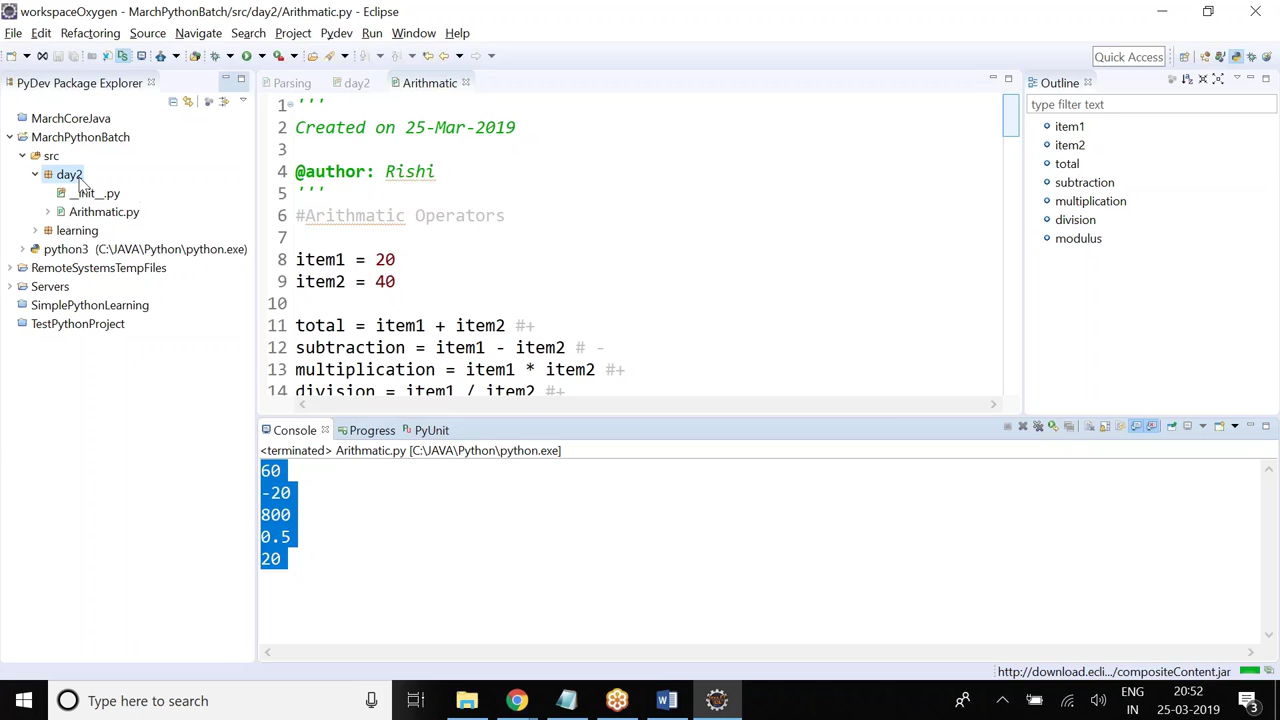 workspaceOxygen - MarchPythonBatch/src/day2/Arithmatic.py - Eclipse
File Edit Refactoring Source Navigate Search Project Pydev Run Window Help
Quick Access
PyDev Package Explorer
MarchCoreJava
MarchPythonBatch
src
day2
__init__.py
Arithmatic.py
learning
python3 (C:\JAVA\Python\python.exe)
RemoteSystemsTempFiles
Servers
SimplePythonLearning
TestPythonProject
Parsing day2 Arithmatic
1 '''
2 Created on 25-Mar-2019
3
4 @author: Rishi
5 '''
6 #Arithmatic Operators
7
8 item1 = 20
9 item2 = 40
10
11 total = item1 + item2 #+
12 subtraction = item1 - item2 # -
13 multiplication = item1 * item2 #+
14 division = item1 / item2 #+
Outline
type filter text
item1
item2
total
subtraction
multiplication
division
modulus
Console Progress PyUnit
<terminated> Arithmatic.py [C:\JAVA\Python\python.exe]
60
-20
800
0.5
20
http://download.ecli.../compositeContent.jar
Type here to search
ENG
IN
20:52
25-03-2019
3